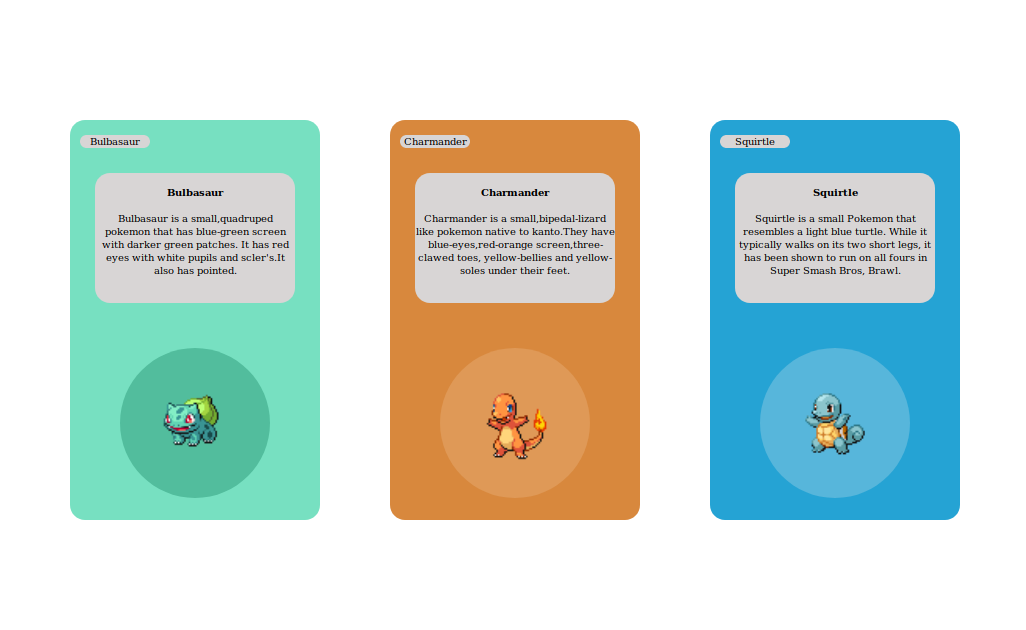 Bulbasaur
Bulbasaur
Bulbasaur is a small,quadruped
pokemon that has blue-green screen
with darker green patches. It has red
eyes with white pupils and scler's.It
also has pointed.
Charmander
Charmander
Charmander is a small,bipedal-lizard
like pokemon native to kanto.They have
blue-eyes,red-orange screen,three-
clawed toes, yellow-bellies and yellow-
soles under their feet.
Squirtle
Squirtle
Squirtle is a small Pokemon that
resembles a light blue turtle. While it
typically walks on its two short legs, it
has been shown to run on all fours in
Super Smash Bros, Brawl.